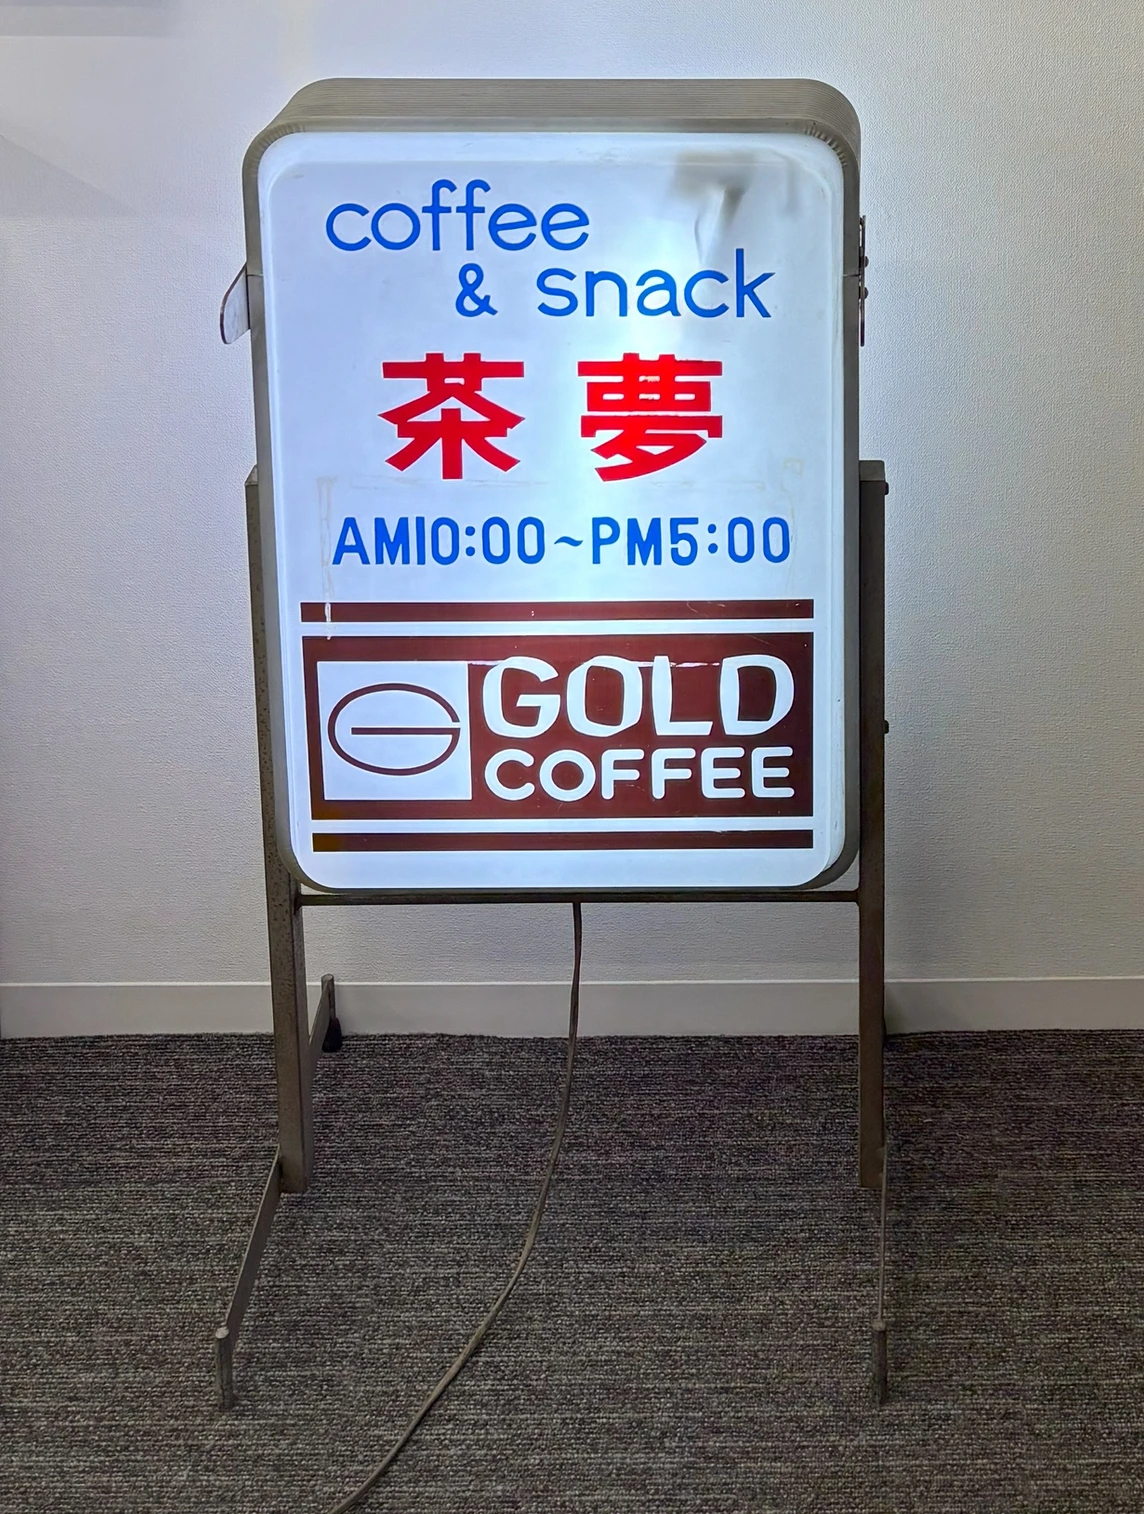 coffee
& snack
茶夢
AM10:00~PM5:00
GOLD
COFFEE